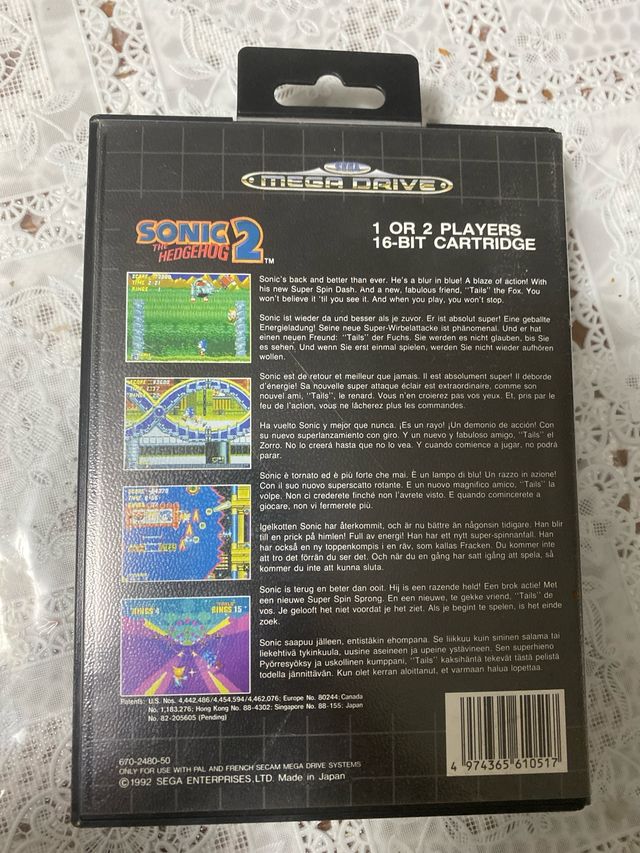 SEGA
MEGA DRIVE
SONIC
THE
HEDGEHOG 2™
1 OR 2 PLAYERS
16-BIT CARTRIDGE
Sonic's back and better than ever. He's a blur in blue! A blaze of action! With
his new Super Spin Dash. And a new, fabulous friend, "Tails" the Fox. You
won't believe it 'til you see it. And when you play, you won't stop.
Sonic ist wieder da und besser als je zuvor. Er ist absolut super! Eine geballte
Energieladung! Seine neue Super-Wirbelattacke ist phänomenal. Und er hat
einen neuen Freund: "Tails" der Fuchs. Sie werden es nicht glauben, bis Sie
es sehen. Und wenn Sie erst einmal spielen, werden Sie nicht wieder aufhören
wollen.
Sonic est de retour et meilleur que jamais. Il est absolument super! Il deborde
d'énergie! Sa nouvelle super attaque éclair est extraordinaire, comme son
nouvel ami, "Tails", le renard. Vous n'en croierez pas vos yeux. Et, pris par le
feu de l'action, vous ne lâcherez plus les commandes.
Ha vuelto Sonic y mejor que nunca. ¡Es un rayo! ¡Un demonio de acción! Con
su nuevo superlanzamiento con giro. Y un nuevo y fabuloso amigo, "Tails" el
Zorro. No lo creerá hasta que no lo vea. Y cuando comience a jugar, no podrá
parar.
Sonic è tornato ed è più forte che mai. È un lampo di blu! Un razzo in azione!
Con il suo nuovo superscatto rotante. E un nuovo magnifico amico, "Tails" la
volpe. Non ci crederete finché non l'avrete visto. E quando comincerete a
giocare, non vi fermerete più.
Igelkotten Sonic har återkommit, och är nu bättre än någonsin tidigare. Han blir
till en prick på himlen! Full av energi! Han har ett nytt super-spinnanfall. Han
har också en ny toppenkompis i en räv, som kallas Fracken. Du kommer inte
att tro det förrän du ser det. Och när du en gång har satt igång att spela, så
kommer du inte att kunna sluta.
Sonic is terug en beter dan ooit. Hij is een razende held! Een brok actie! Met
een nieuwe Super Spin Sprong. En een nieuwe, te gekke vriend, "Tails" de
vos. Je gelooft het niet voordat je het ziet. Als je begint te spelen, is het einde
zoek.
Sonic saapuu jälleen, entistäkin ehompana. Se liikkuu kuin sininen salama tai
liekehtivä tykinkuula, uusine aseineen ja upeine ystävineen. Sen superhieno
Pyörresyöksy ja uskollinen kumppani, "Tails" kaksihäntä tekevät tästä pelistä
todella jännittävän. Kun olet kerran aloittanut, et varmaan halua lopettaa.
RINGS 4
RINGS 15
Patents: U.S. Nos. 4,442,486/4,454,594/4,462,076; Europe No. 80244; Canada
No. 1,183,276; Hong Kong No. 88-4302; Singapore No. 88-155; Japan
No. 82-205605 (Pending)
670-2480-50
ONLY FOR USE WITH PAL AND FRENCH SECAM MEGA DRIVE SYSTEMS
©1992 SEGA ENTERPRISES, LTD. Made in Japan
4 974365 610517